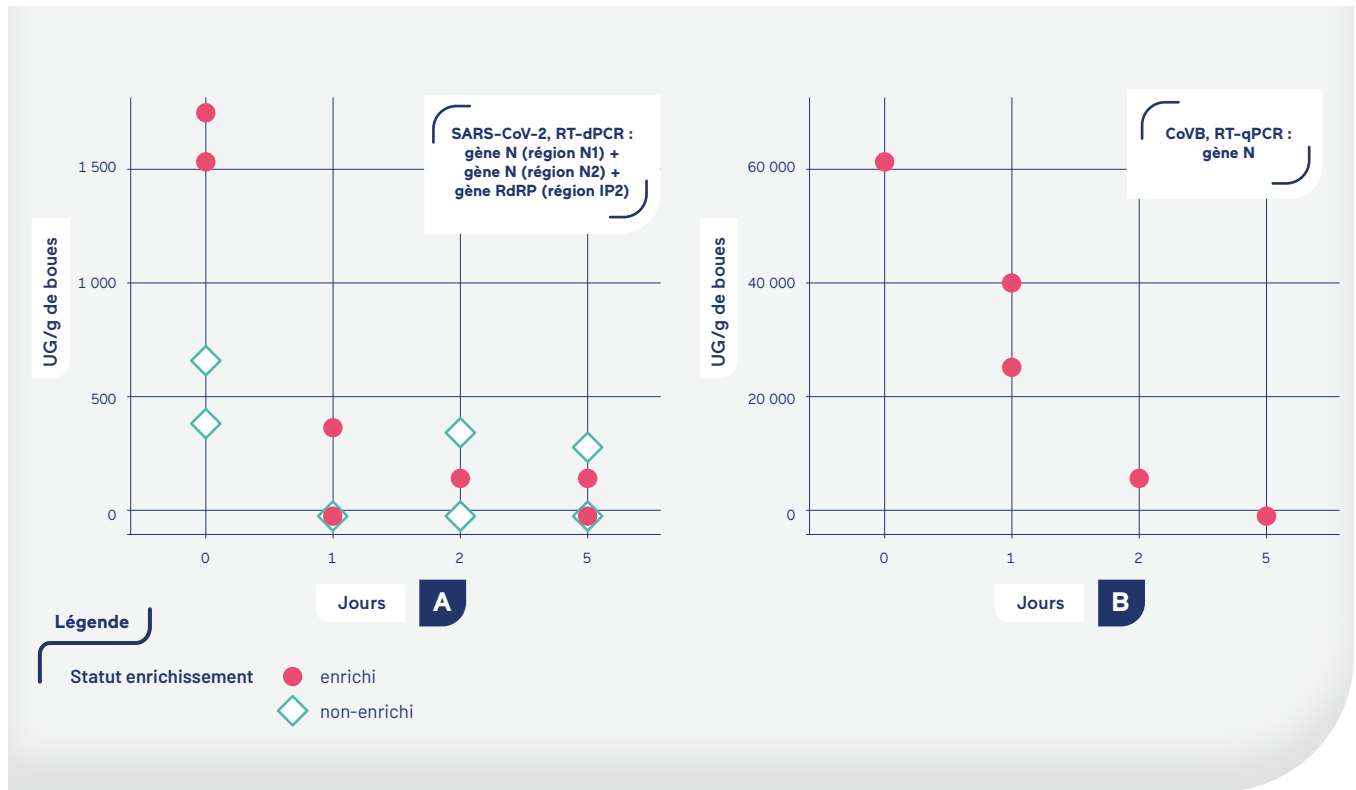 SARS-CoV-2, RT-dPCR :
gène N (région N1) +
gène N (région N2) +
gène RdRP (région IP2)
UG/g de boues
1 500
1 000
500
0
0
1
2
5
Jours
A
CoVB, RT-qPCR :
gène N
UG/g de boues
60 000
40 000
20 000
0
0
1
2
5
Jours
B
Légende
Statut enrichissement
enrichi
non-enrichi